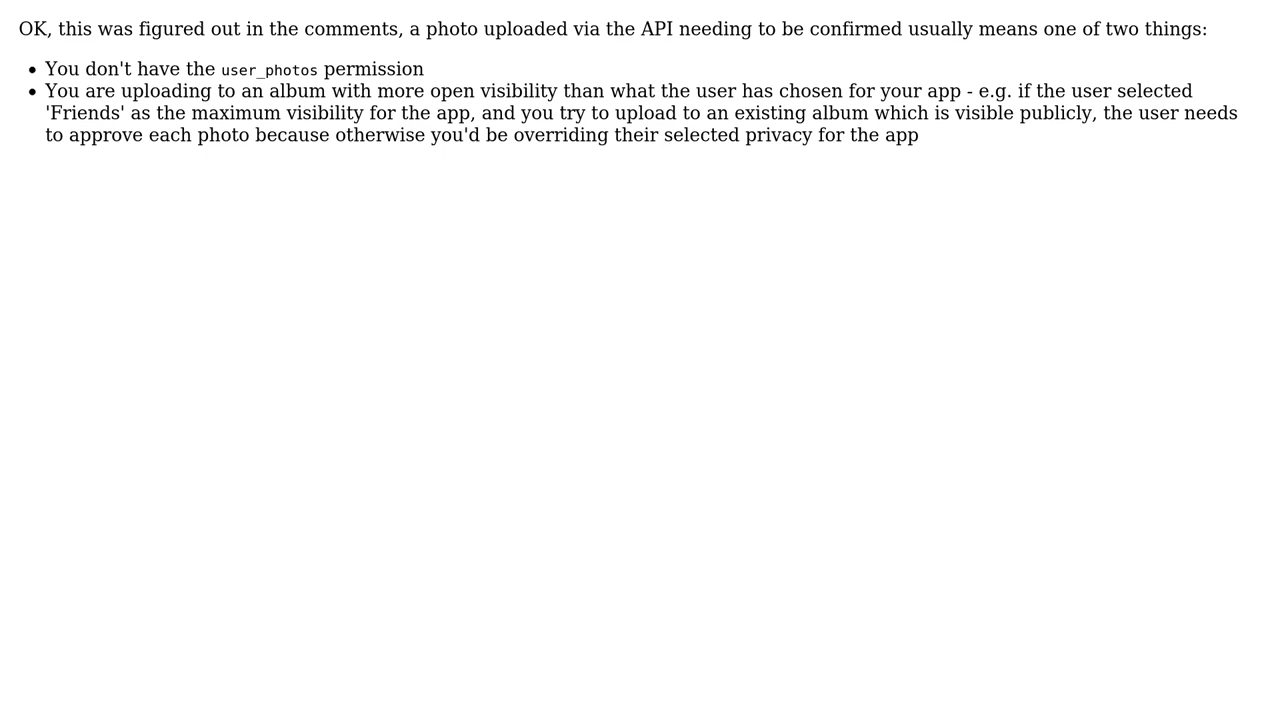 OK, this was figured out in the comments, a photo uploaded via the API needing to be confirmed usually means one of two things:
• You don't have the user_photos permission
• You are uploading to an album with more open visibility than what the user has chosen for your app - e.g. if the user selected
'Friends' as the maximum visibility for the app, and you try to upload to an existing album which is visible publicly, the user needs
to approve each photo because otherwise you'd be overriding their selected privacy for the app